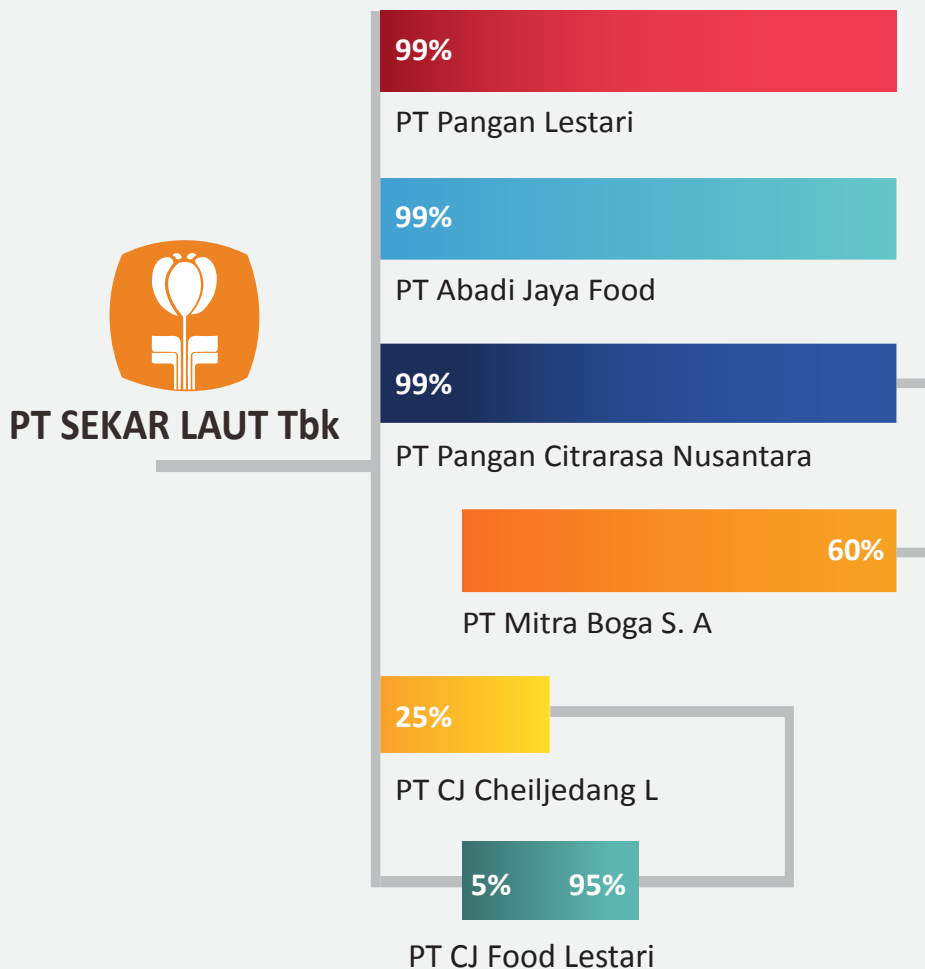 99%
PT Pangan Lestari
99%
PT Abadi Jaya Food
PT SEKAR LAUT Tbk
99%
PT Pangan Citrarasa Nusantara
60%
PT Mitra Boga S. A
25%
PT CJ Cheiljedang L
5% 95%
PT CJ Food Lestari